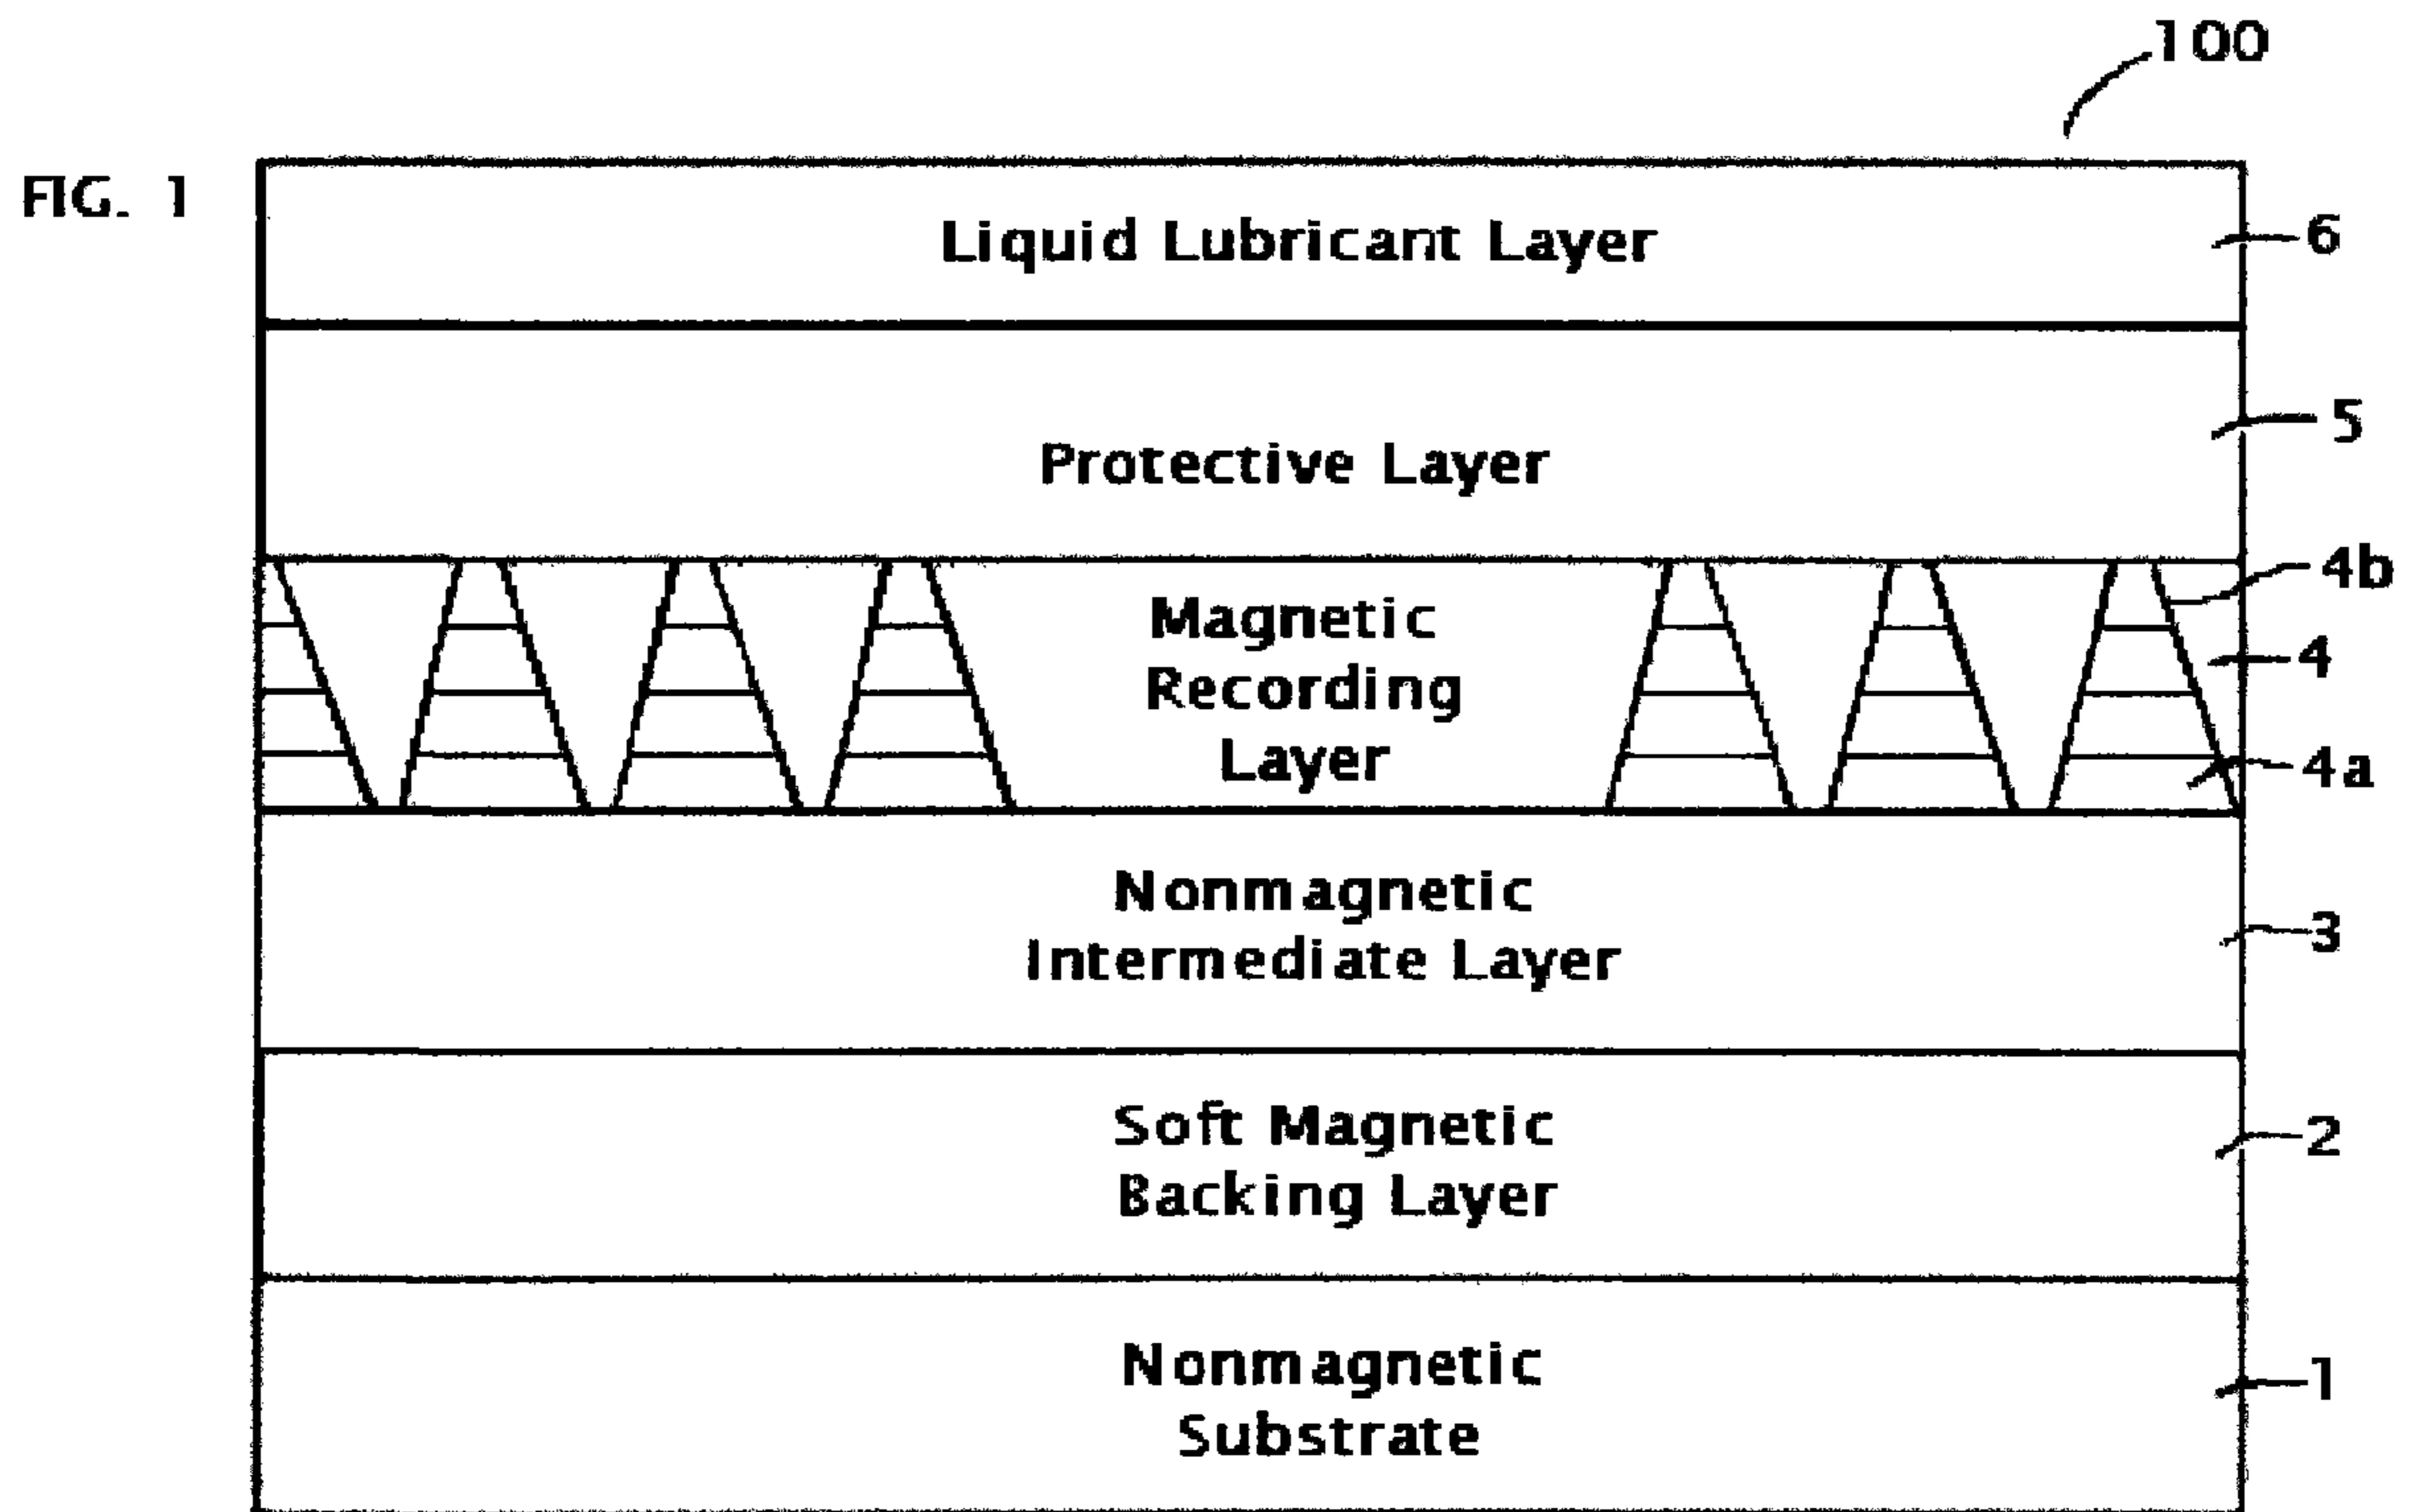 100
FIG. 1
Liquid Lubricant Layer
6
5
Protective Layer
4b
Magnetic
Recording
Layer
4
4a
Nonmagnetic
Intermediate Layer
3
Soft Magnetic
Backing Layer
2
Nonmagnetic
Substrate
1